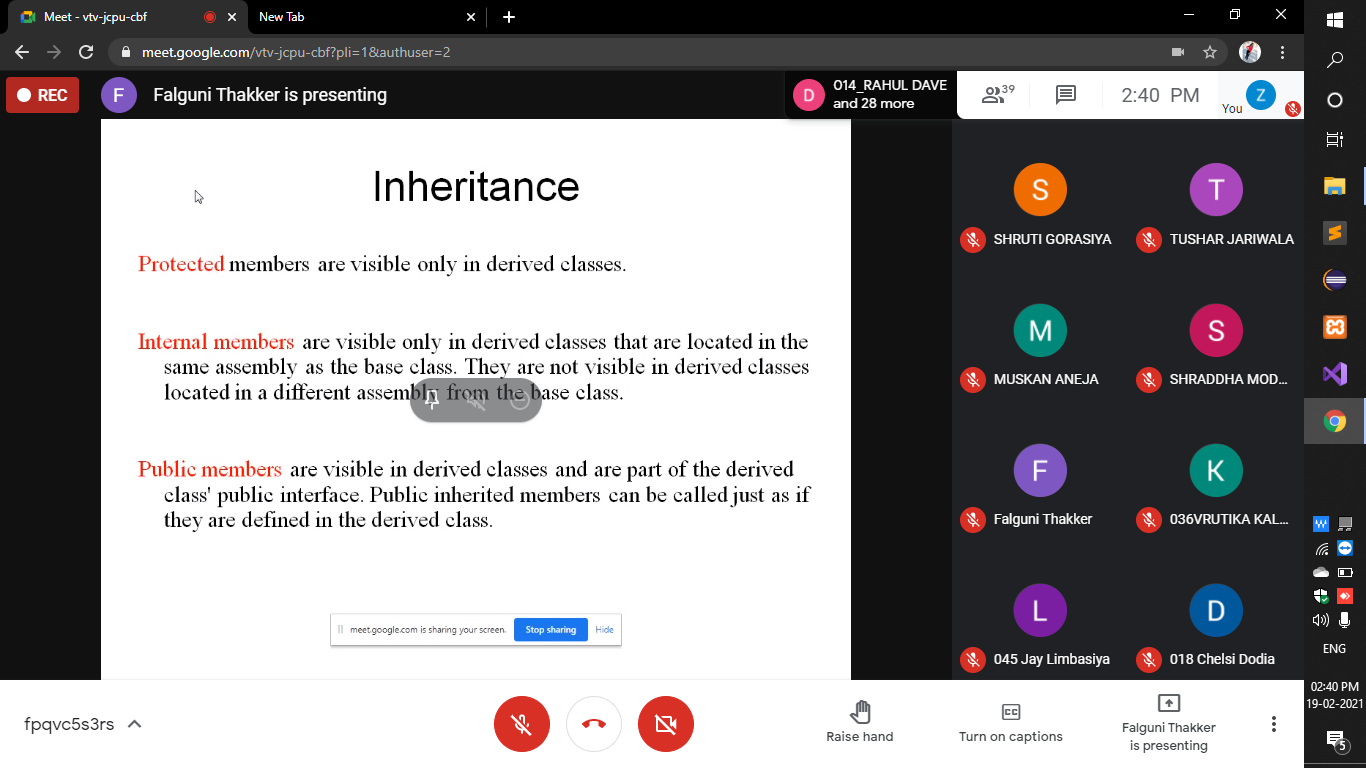 Meet - vtv-jcpu-cbf
New Tab
meet.google.com/vtv-jcpu-cbf?pli=1&authuser=2
REC
F
Falguni Thakker is presenting
D
014_RAHUL DAVE
and 28 more
39
2:40 PM
You
Z
Inheritance
Protected members are visible only in derived classes.
Internal members are visible only in derived classes that are located in the
same assembly as the base class. They are not visible in derived classes
located in a different assembly from the base class.
Public members are visible in derived classes and are part of the derived
class' public interface. Public inherited members can be called just as if
they are defined in the derived class.
meet.google.com is sharing your screen.
Stop sharing
Hide
S
SHRUTI GORASIYA
T
TUSHAR JARIWALA
M
MUSKAN ANEJA
S
SHRADDHA MOD...
F
Falguni Thakker
K
036VRUTIKA KAL...
L
045 Jay Limbasiya
D
018 Chelsi Dodia
fpqvc5s3rs
Raise hand
CC
Turn on captions
Falguni Thakker
is presenting
W
ENG
02:40 PM
19-02-2021
5